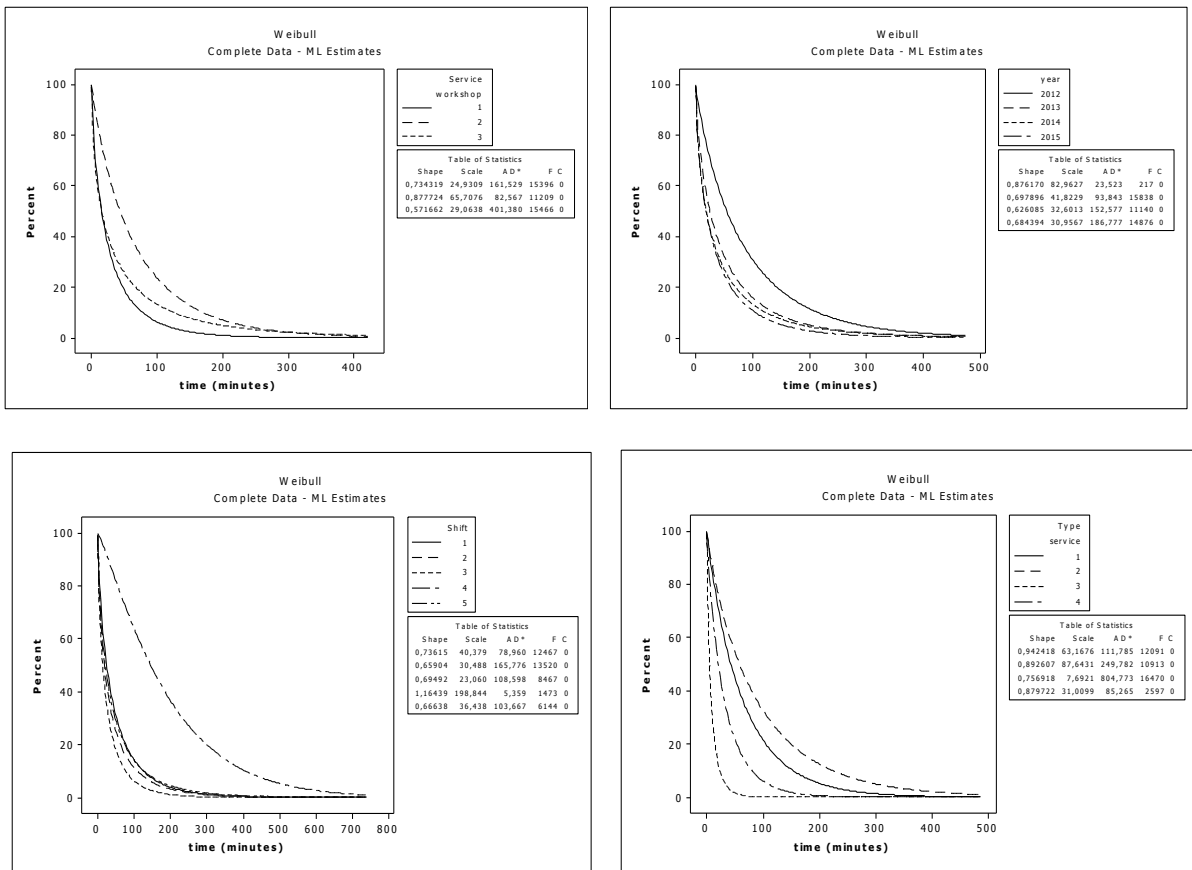 Weibull
Complete Data - ML Estimates
Percent
100
80
60
40
20
0
0 100 200 300 400
time (minutes)
Service
workshop
1
2
3
Table of Statistics
Shape Scale AD* F C
0,734319 24,9309 161,529 15396 0
0,877724 65,7076 82,567 11209 0
0,571662 29,0638 401,380 15466 0
Weibull
Complete Data - ML Estimates
Percent
100
80
60
40
20
0
0 100 200 300 400 500
time (minutes)
year
2012
2013
2014
2015
Table of Statistics
Shape Scale AD* F C
0,876170 82,9627 23,523 217 0
0,697896 41,8229 93,843 15838 0
0,626085 32,6013 152,577 11140 0
0,684394 30,9567 186,777 14876 0
Weibull
Complete Data - ML Estimates
Percent
100
80
60
40
20
0
0 100 200 300 400 500 600 700 800
time (minutes)
Shift
1
2
3
4
5
Table of Statistics
Shape Scale AD* F C
0,73615 40,379 78,960 12467 0
0,65904 30,488 165,776 13520 0
0,69492 23,060 108,598 8467 0
1,16439 198,844 5,359 1473 0
0,66638 36,438 103,667 6144 0
Weibull
Complete Data - ML Estimates
Percent
100
80
60
40
20
0
0 100 200 300 400 500
time (minutes)
Type
service
1
2
3
4
Table of Statistics
Shape Scale AD* F C
0,942418 63,1676 111,785 12091 0
0,892607 87,6431 249,782 10913 0
0,756918 7,6921 804,773 16470 0
0,879722 31,0099 85,265 2597 0